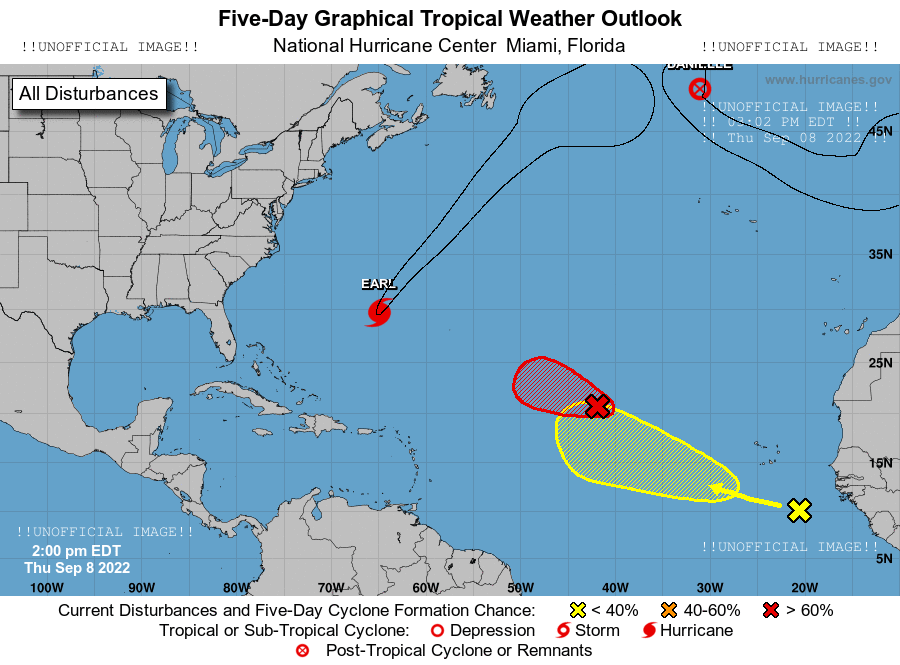 Five-Day Graphical Tropical Weather Outlook
!!UNOFFICIAL IMAGE!! National Hurricane Center Miami, Florida !!UNOFFICIAL IMAGE!!
DANIELLE
www.hurricanes.gov
All Disturbances
!!UNOFFICIAL IMAGE!!
!! 03:02 PM EDT !!
45N
!! Thu Sep 08 2022 !!
35N
EARL
25N
15N
!!UNOFFICIAL IMAGE!!
2:00 pm EDT
!!UNOFFICIAL IMAGE!!
5N
Thu Sep 8 2022
100W 90W 80W 70W 60W 50W 40W 30W 20W
Current Disturbances and Five-Day Cyclone Formation Chance: < 40% 40-60% > 60%
Tropical or Sub-Tropical Cyclone: Depression Storm Hurricane
Post-Tropical Cyclone or Remnants